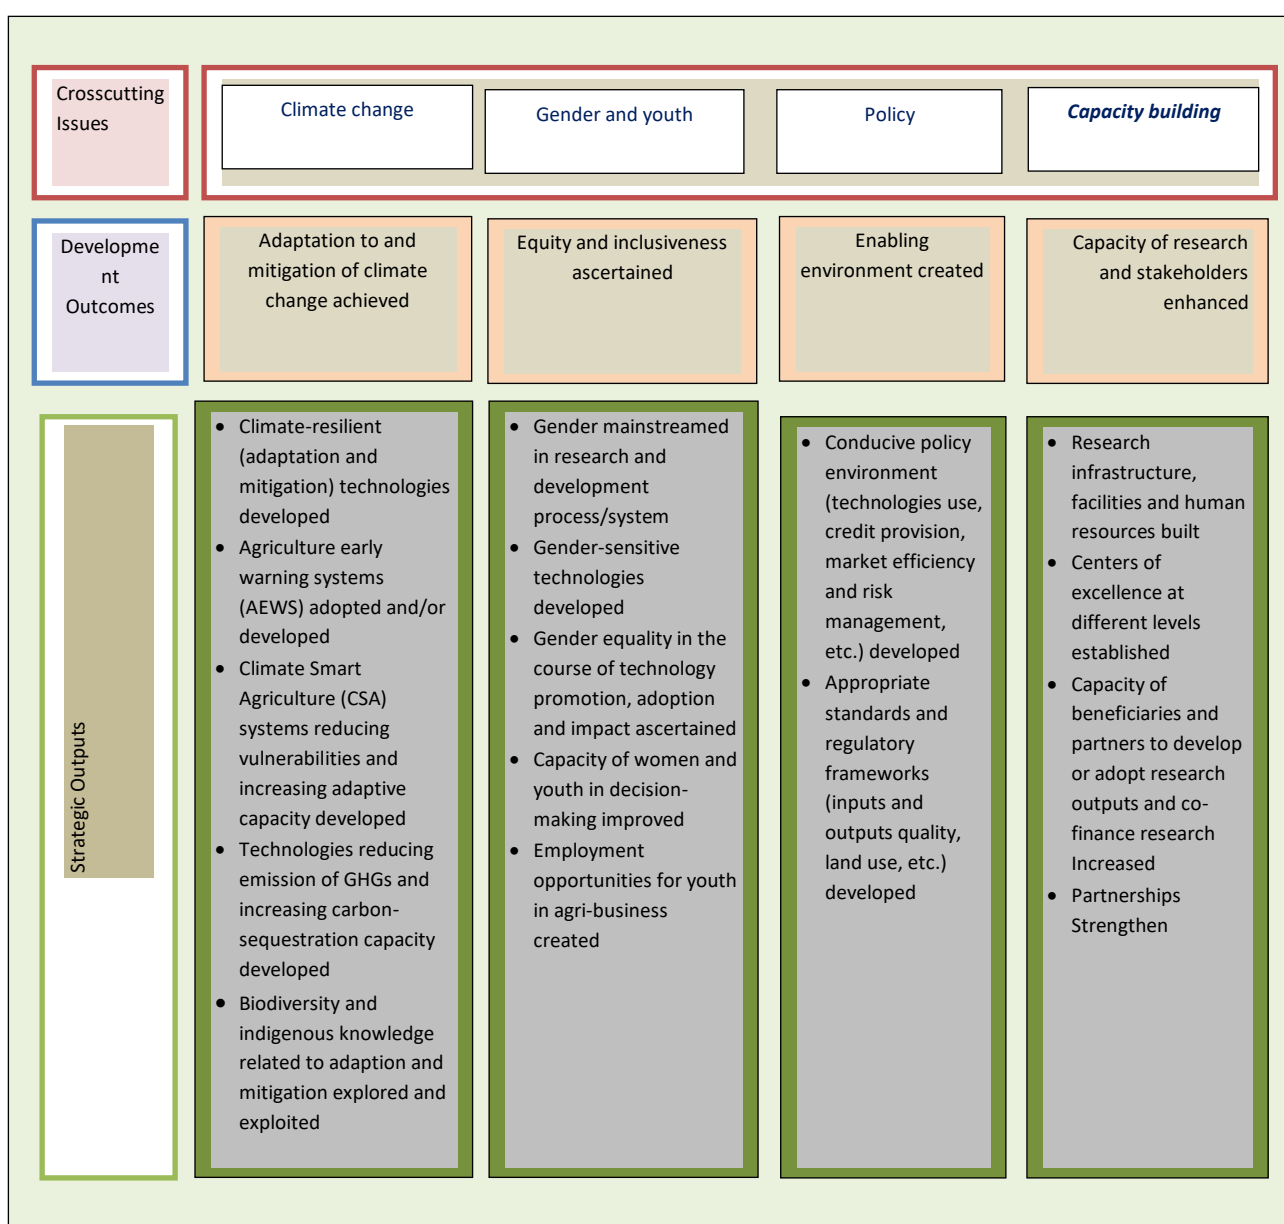 Crosscutting
Issues
Climate change
Gender and youth
Policy
Capacity building
Developme
nt
Outcomes
Adaptation to and
mitigation of climate
change achieved
Equity and inclusiveness
ascertained
Enabling
environment created
Capacity of research
and stakeholders
enhanced
Strategic Outputs
• Climate-resilient
(adaptation and
mitigation) technologies
developed
• Agriculture early
warning systems
(AEWS) adopted and/or
developed
• Climate Smart
Agriculture (CSA)
systems reducing
vulnerabilities and
increasing adaptive
capacity developed
• Technologies reducing
emission of GHGs and
increasing carbon-
sequestration capacity
developed
• Biodiversity and
indigenous knowledge
related to adaption and
mitigation explored and
exploited
• Gender mainstreamed
in research and
development
process/system
• Gender-sensitive
technologies
developed
• Gender equality in the
course of technology
promotion, adoption
and impact ascertained
• Capacity of women and
youth in decision-
making improved
• Employment
opportunities for youth
in agri-business
created
• Conducive policy
environment
(technologies use,
credit provision,
market efficiency
and risk
management,
etc.) developed
• Appropriate
standards and
regulatory
frameworks
(inputs and
outputs quality,
land use, etc.)
developed
• Research
infrastructure,
facilities and human
resources built
• Centers of
excellence at
different levels
established
• Capacity of
beneficiaries and
partners to develop
or adopt research
outputs and co-
finance research
Increased
• Partnerships
Strengthen